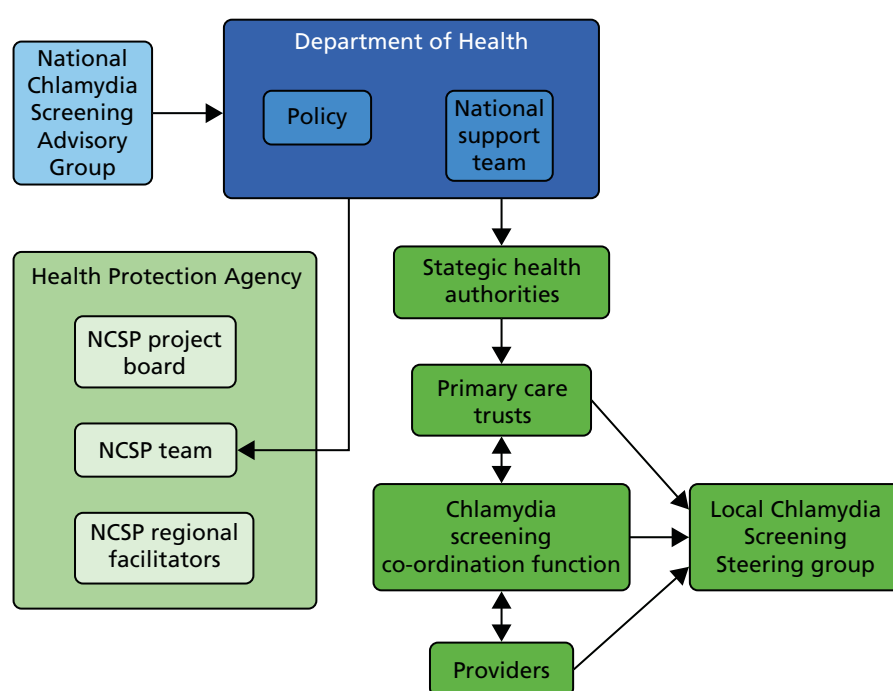 National
Chlamydia
Screening
Advisory
Group
Department of Health
Policy
National
support
team
Health Protection Agency
NCSP project
board
NCSP team
NCSP regional
facilitators
Stategic health
authorities
Primary care
trusts
Chlamydia
screening
co-ordination function
Local Chlamydia
Screening
Steering group
Providers